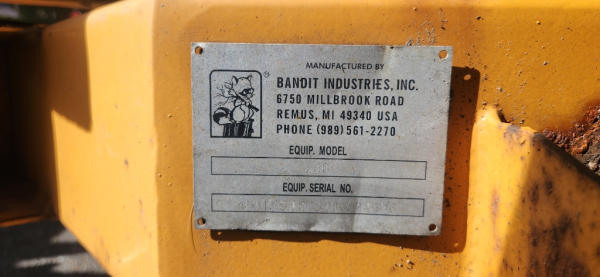 MANUFACTURED BY
BANDIT INDUSTRIES, INC.
6750 MILLBROOK ROAD
REMUS, MI 49340 USA
PHONE (989) 561-2270
EQUIP. MODEL
EQUIP. SERIAL NO.